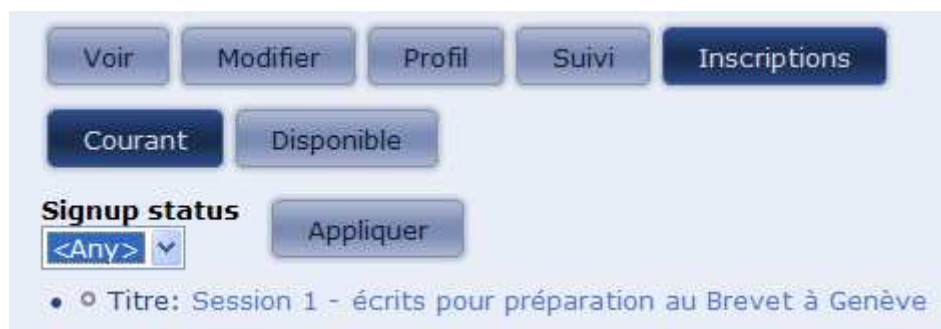 Voir Modifier Profil Suivi Inscriptions
Courant Disponible
Signup status
<Any> Appliquer
• ° Titre: Session 1 - écrits pour préparation au Brevet à Genève